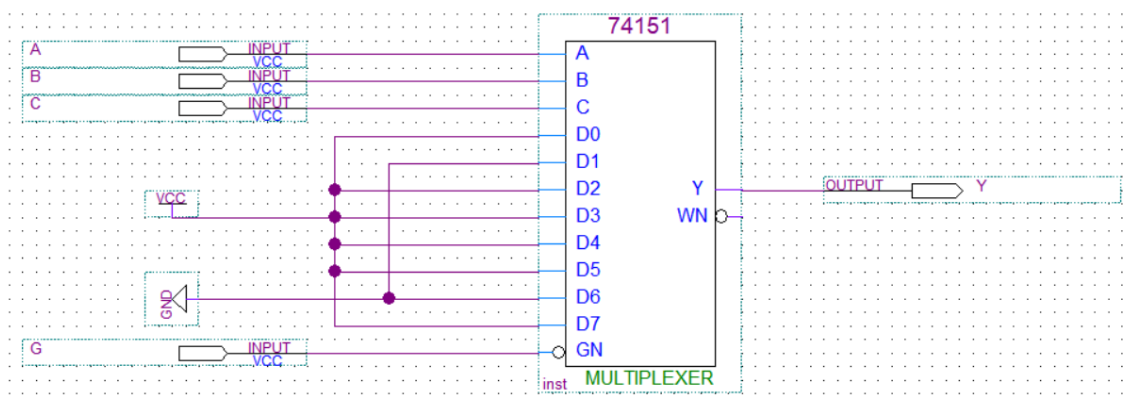 74151
A INPUT VCC A
B INPUT VCC B
C INPUT VCC C
D0
D1
D2 Y OUTPUT Y
VCC D3 WN
D4
D5
GND D6
D7
G INPUT VCC GN
inst MULTIPLEXER